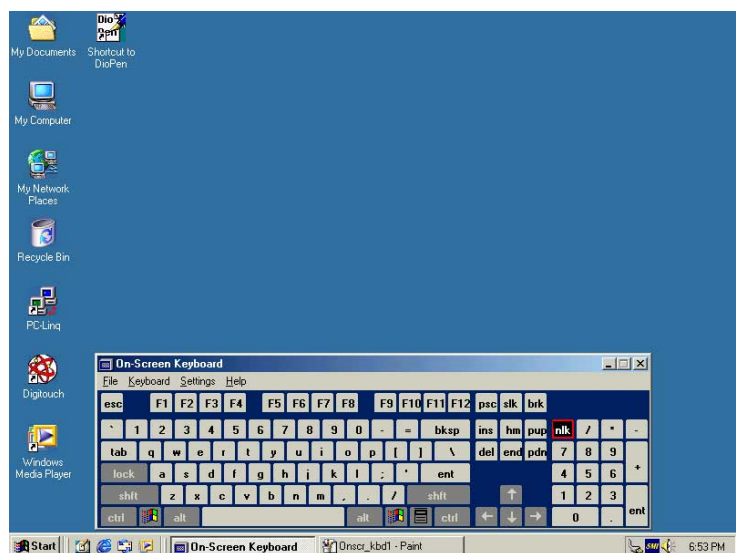 My Documents
Dio Pen
Shortcut to
DioPen
My Computer
My Network
Places
Recycle Bin
PC-Linq
Digitouch
Windows
Media Player
On-Screen Keyboard
File Keyboard Settings Help
esc F1 F2 F3 F4 F5 F6 F7 F8 F9 F10 F11 F12 psc slk brk
` 1 2 3 4 5 6 7 8 9 0 - = bksp ins hm pup nlk / * -
tab q w e r t y u i o p [ ] \ del end pdn 7 8 9 +
lock a s d f g h j k l ; ' ent 4 5 6
shft z x c v b n m , . / shft ↑ 1 2 3 ent
ctrl alt alt ctrl ← ↓ → 0 .
Start On-Screen Keyboard Onscr_kbd1 - Paint SMI 6:53 PM